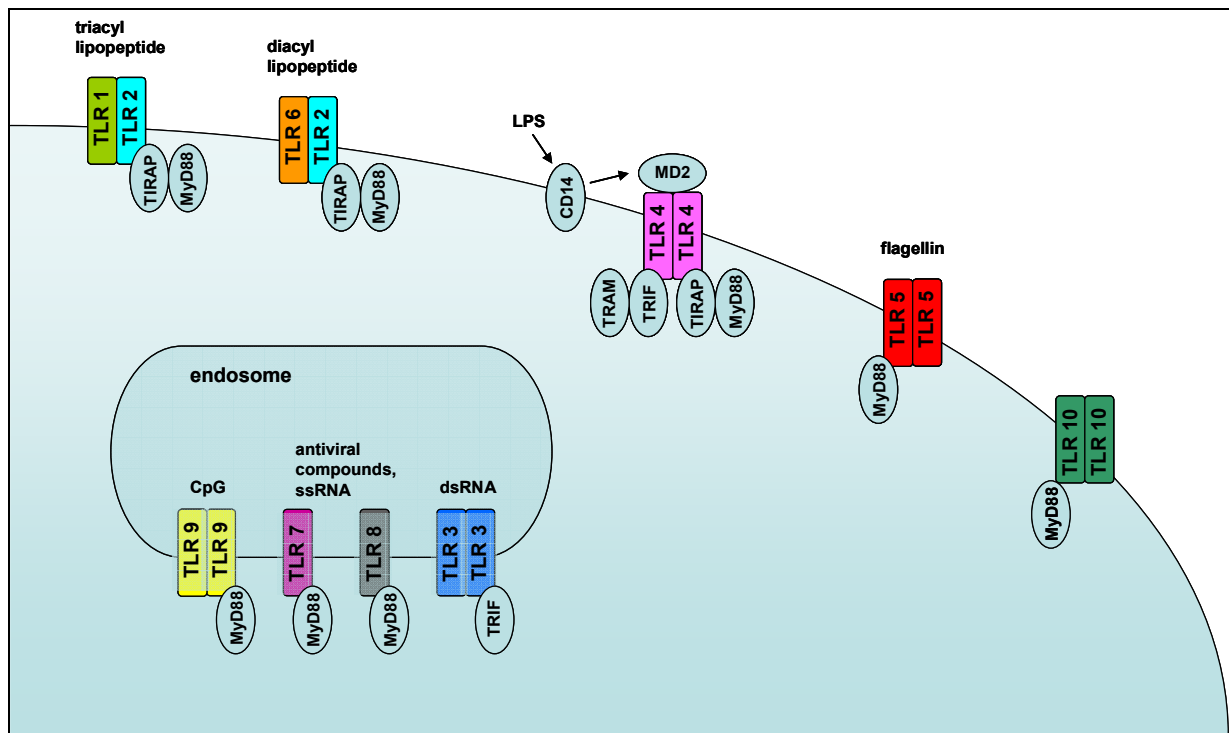 triacyl
lipopeptide
TLR 1
TLR 2
TIRAP
MyD88
diacyl
lipopeptide
TLR 6
TLR 2
TIRAP
MyD88
LPS
CD14
MD2
TLR 4
TLR 4
TRAM
TRIF
TIRAP
MyD88
flagellin
TLR 5
TLR 5
MyD88
TLR 10
TLR 10
MyD88
endosome
CpG
TLR 9
TLR 9
MyD88
antiviral
compounds,
ssRNA
TLR 7
MyD88
TLR 8
MyD88
dsRNA
TLR 3
TLR 3
TRIF